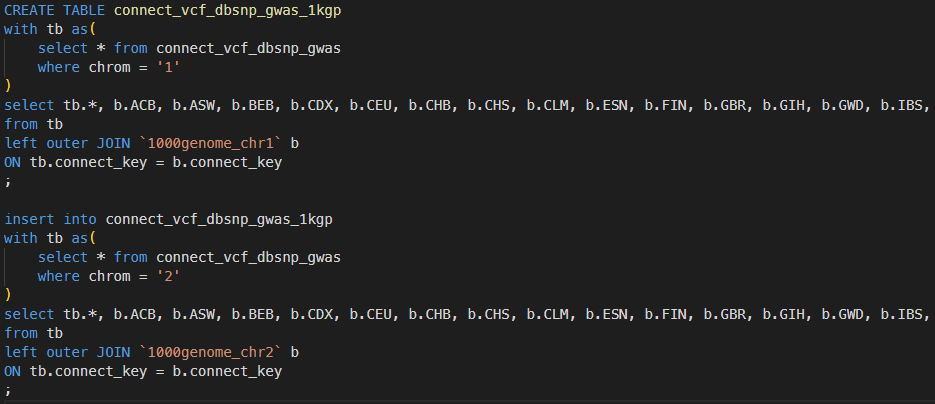 CREATE TABLE connect_vcf_dbsnp_gwas_1kgp
with tb as(
    select * from connect_vcf_dbsnp_gwas
    where chrom = '1'
)
select tb.*, b.ACB, b.ASW, b.BEB, b.CDX, b.CEU, b.CHB, b.CHS, b.CLM, b.ESN, b.FIN, b.GBR, b.GIH, b.GWD, b.IBS,
from tb
left outer JOIN `1000genome_chr1` b
ON tb.connect_key = b.connect_key
;

insert into connect_vcf_dbsnp_gwas_1kgp
with tb as(
    select * from connect_vcf_dbsnp_gwas
    where chrom = '2'
)
select tb.*, b.ACB, b.ASW, b.BEB, b.CDX, b.CEU, b.CHB, b.CHS, b.CLM, b.ESN, b.FIN, b.GBR, b.GIH, b.GWD, b.IBS,
from tb
left outer JOIN `1000genome_chr2` b
ON tb.connect_key = b.connect_key
;